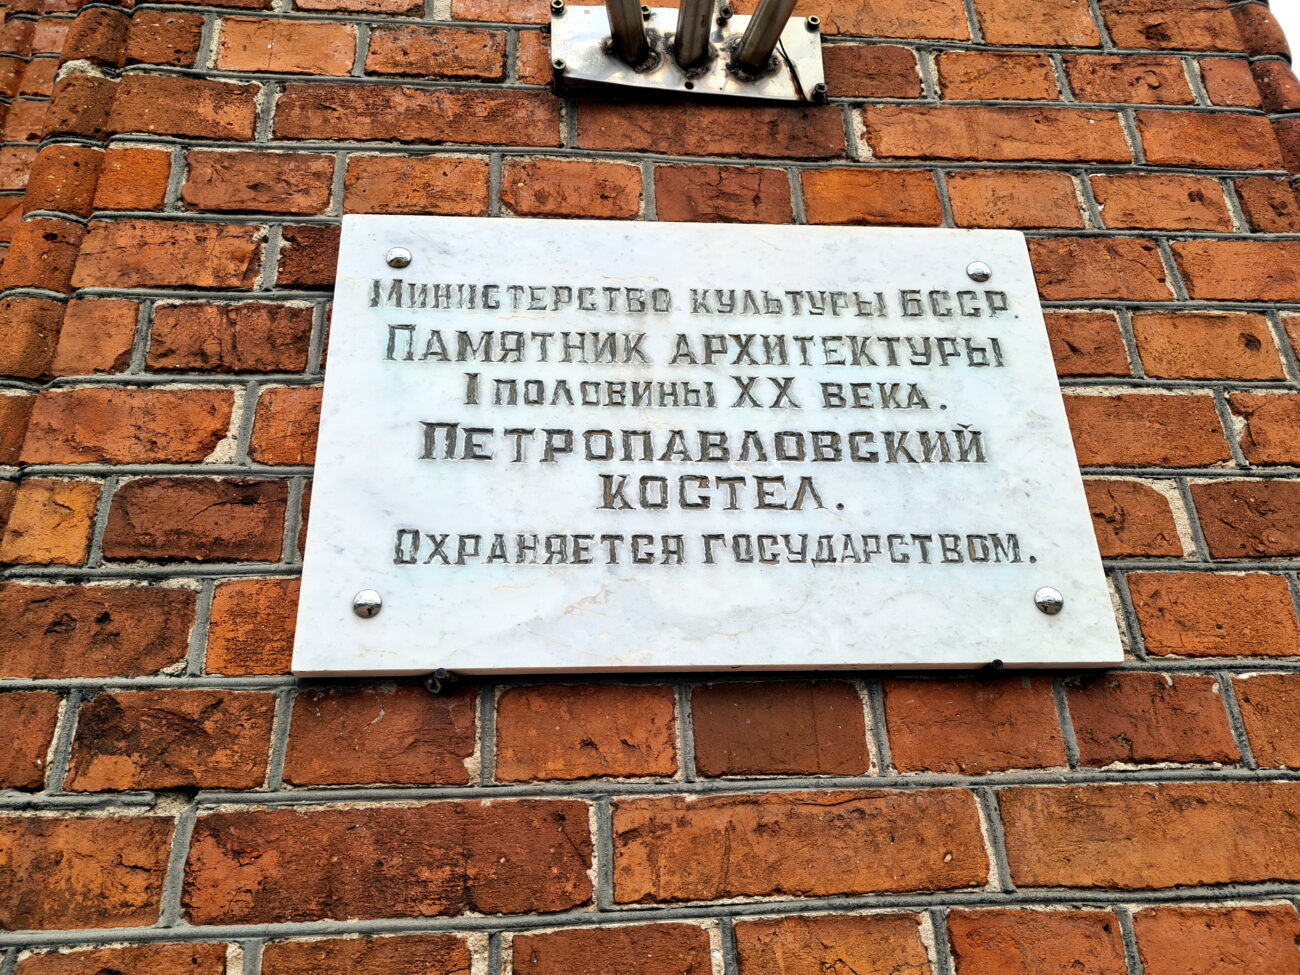 Министерство культуры БССР.
Памятник архитектуры
I половины XX века.
Петропавловский
костел.
Охраняется государством.